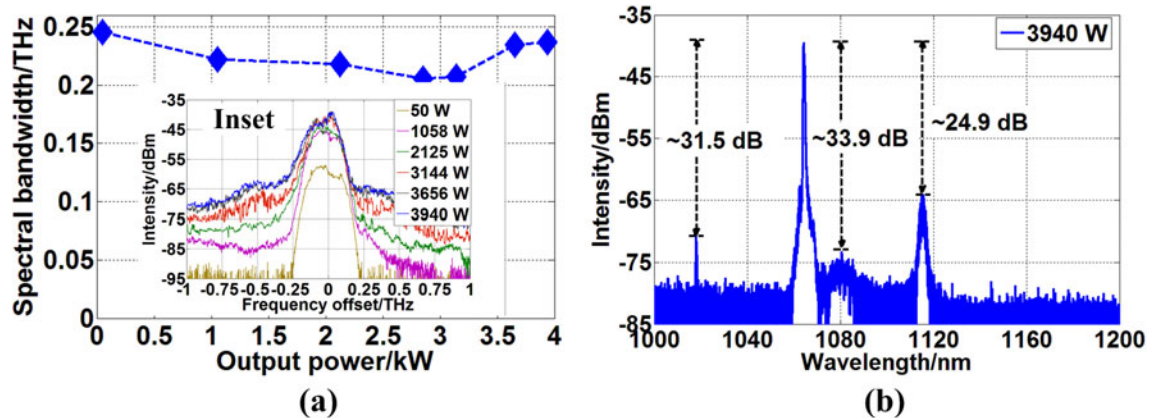 0.25
0.2
0.15
0.1
0.05
0
Spectral bandwidth/THz
0 0.5 1 1.5 2 2.5 3 3.5 4
Output power/kW
Inset
-35
-45
-55
-65
-75
-85
-95
Intensity/dBm
-1 -0.75 -0.5 -0.25 0 0.25 0.5 0.75 1
Frequency offset/THz
50 W
1058 W
2125 W
3144 W
3656 W
3940 W
(a)
-35
-45
-55
-65
-75
-85
Intensity/dBm
3940 W
~31.5 dB
~33.9 dB
~24.9 dB
1000 1040 1080 1120 1160 1200
Wavelength/nm
(b)